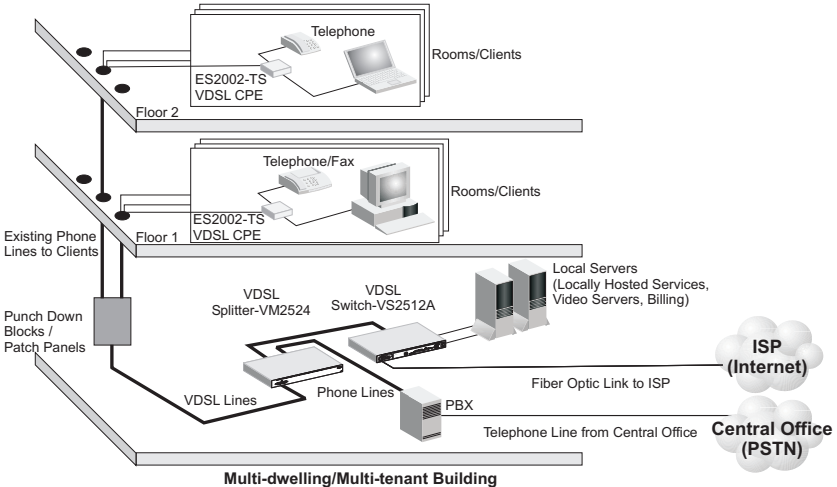 Telephone
Rooms/Clients
ES2002-TS
VDSL CPE
Floor 2
Telephone/Fax
Rooms/Clients
ES2002-TS
VDSL CPE
Existing Phone
Lines to Clients
Floor 1
Local Servers
(Locally Hosted Services,
Video Servers, Billing)
VDSL
Splitter-VM2524
VDSL
Switch-VS2512A
Punch Down
Blocks /
Patch Panels
ISP
(Internet)
Fiber Optic Link to ISP
VDSL Lines
Phone Lines
PBX
Telephone Line from Central Office
Central Office
(PSTN)
Multi-dwelling/Multi-tenant Building